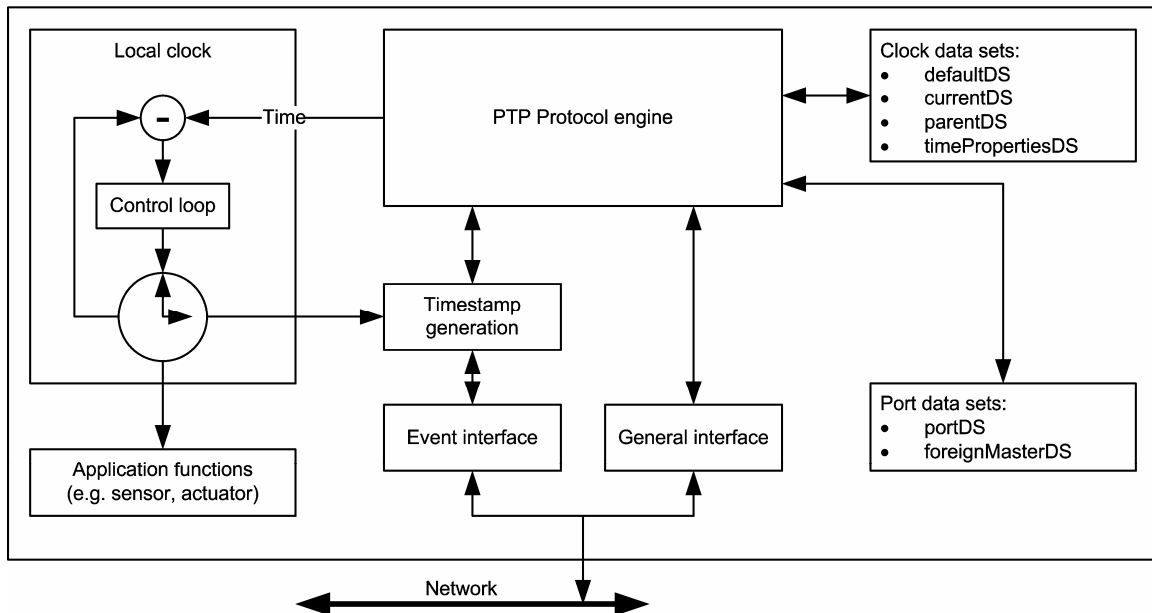 Local clock
-
Time
Control loop
PTP Protocol engine
Clock data sets:
• defaultDS
• currentDS
• parentDS
• timePropertiesDS
Timestamp
generation
Event interface
General interface
Port data sets:
• portDS
• foreignMasterDS
Application functions
(e.g. sensor, actuator)
Network